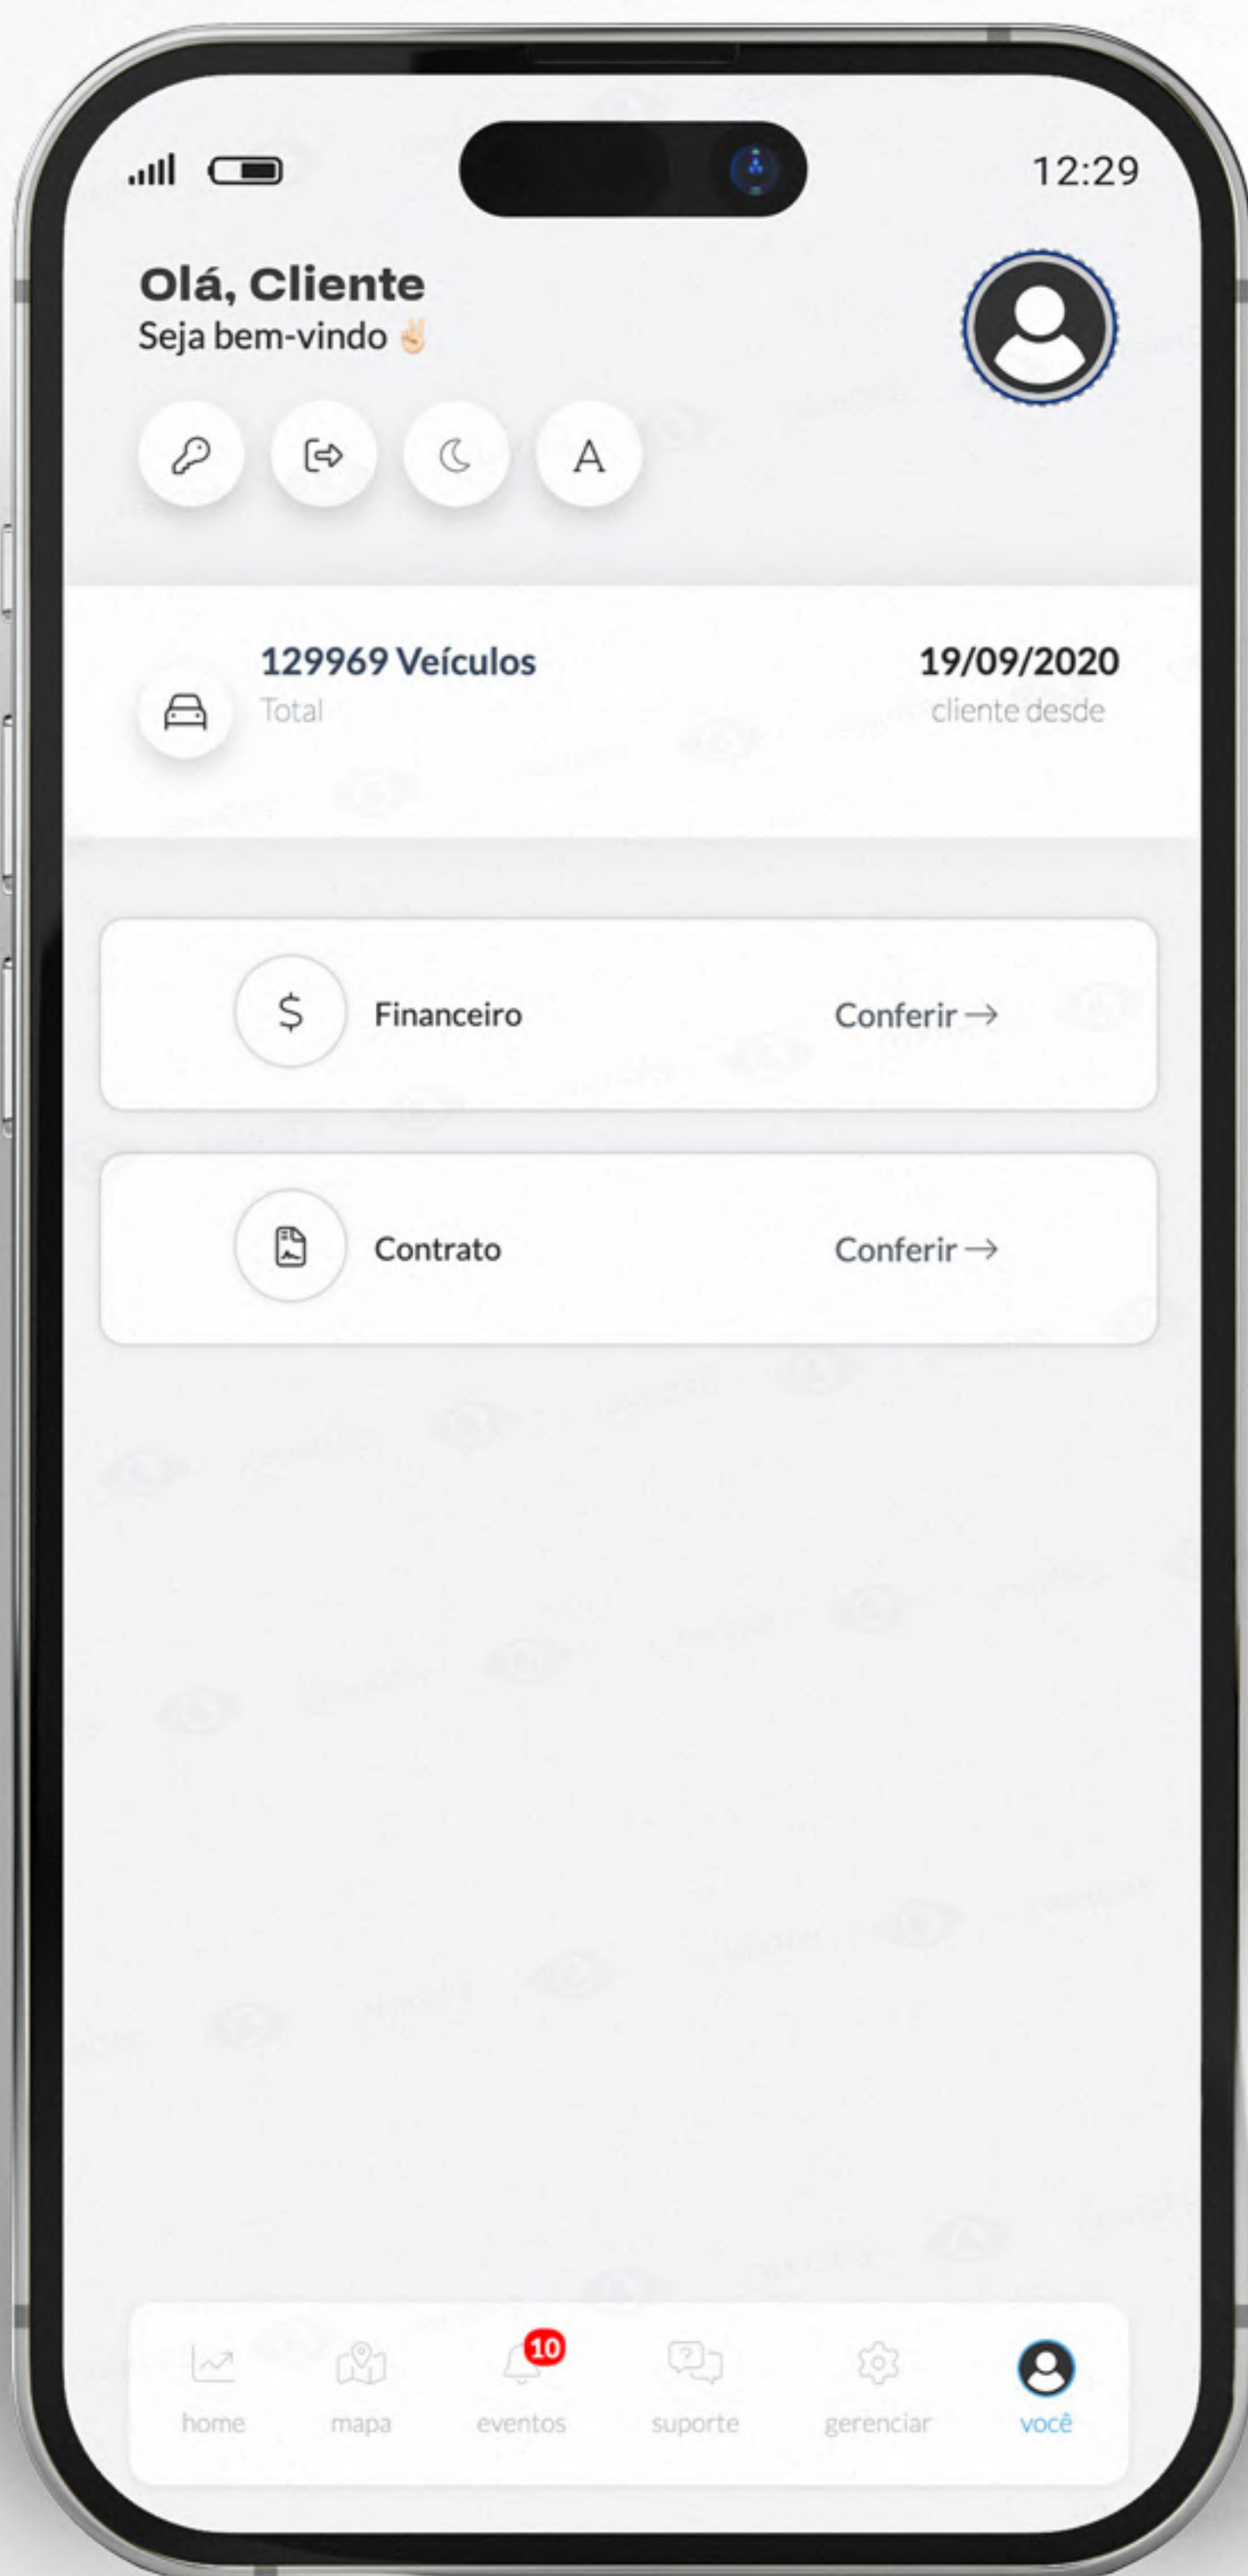 12:29
Olá, Cliente
Seja bem-vindo ✌🏻
A
129969 Veículos
Total
19/09/2020
cliente desde
$ Financeiro
Conferir →
Contrato
Conferir →
10
home
mapa
eventos
suporte
gerenciar
você